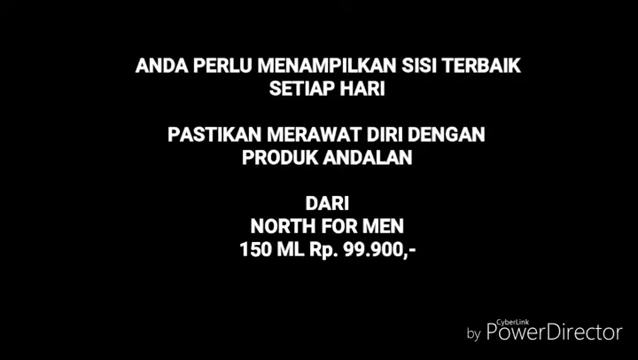 ANDA PERLU MENAMPILKAN SISI TERBAIK
SETIAP HARI
PASTIKAN MERAWAT DIRI DENGAN
PRODUK ANDALAN
DARI
NORTH FOR MEN
150 ML Rp. 99.900,-
CyberLink
by PowerDirector